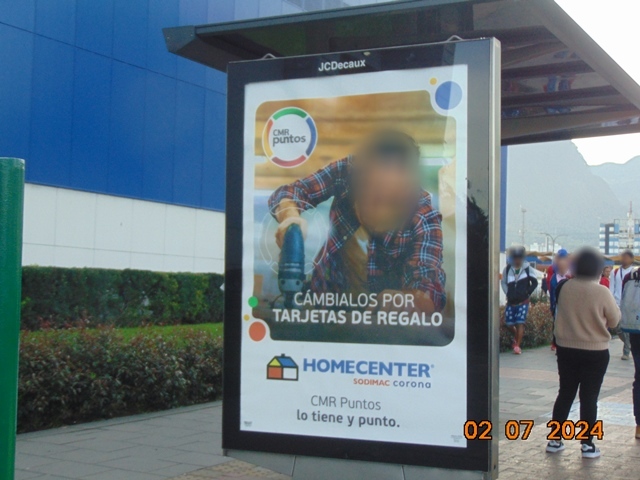 JCDecaux
CMR
puntos
CÁMBIALOS POR
TARJETAS DE REGALO
HOMECENTER
SODIMAC corona
CMR Puntos
lo tiene y punto.
02 07 2024